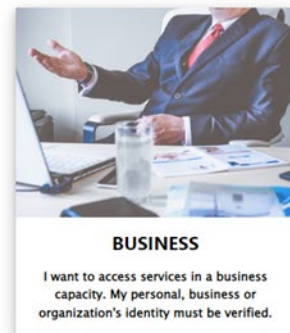 BUSINESS
I want to access services in a business
capacity. My personal, business or
organization's identity must be verified.